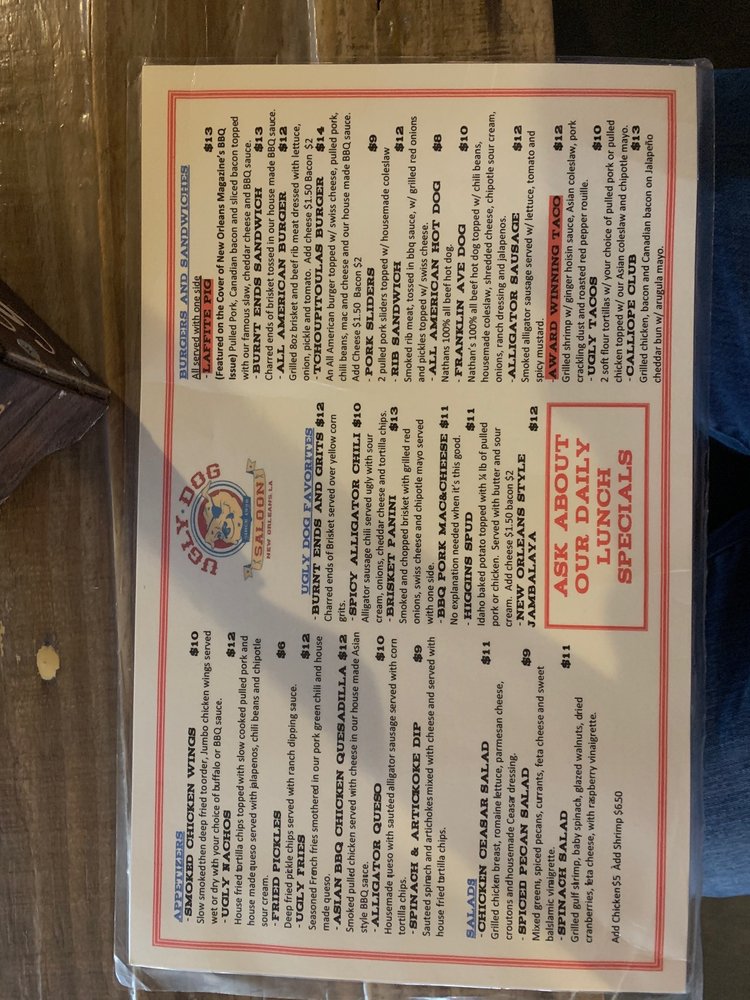 APPETIZERS
- SMOKED CHICKEN WINGS $10
Slow smoked then deep fried to order, Jumbo chicken wings served
wet or dry with your choice of buffalo or BBQ sauce.
- UGLY NACHOS $12
House fried tortilla chips topped with slow cooked pulled pork and
house made queso served with jalapenos, chili beans and chipotle
sour cream.
- FRIED PICKLES $6
Deep fried pickle chips served with ranch dipping sauce.
- UGLY FRIES $12
Seasoned French fries smothered in our pork green chili and house
made queso.
- ASIAN BBQ CHICKEN QUESADILLA $12
Smoked pulled chicken served with cheese in our house made Asian
style BBQ sauce.
- ALLIGATOR QUESO $10
Housemade queso with sautéed alligator sausage served with corn
tortilla chips.
- SPINACH & ARTICKOKE DIP $9
Sauteed spinach and artichokes mixed with cheese and served with
house fried tortilla chips.
SALADS
- CHICKEN CEASAR SALAD $11
Grilled chicken breast, romaine lettuce, parmesan cheese,
croutons and housemade Ceasar dressing.
- SPICED PECAN SALAD $9
Mixed greens, spiced pecans, currants, feta cheese and sweet
balslamic vinaigrette.
- SPINACH SALAD $11
Grilled gulf shrimp, baby spinach, glazed walnuts, dried
cranberries, feta cheese, with raspberry vinaigrette.
Add Chicken $5 Add Shrimp $6.50
UGLY DOG
SALOON
NEW ORLEANS, LA
UGLY DOG FAVORITES
- BURNT ENDS AND GRITS $12
Charred ends of Brisket served over yellow corn
grits.
- SPICY ALLIGATOR CHILI $10
Alligator sausage chili served ugly with sour
cream, onions, cheddar cheese and tortilla chips.
- BRISKET PANINI $13
Smoked and chopped brisket with grilled red
onions, swiss cheese and chipotle mayo served
with one side.
- BBQ PORK MAC&CHEESE $11
No explanation needed when it's this good.
- HIGGINS SPUD $11
Idaho baked potato topped with ¼ lb of pulled
pork or chicken. Served with butter and sour
cream. Add cheese $1.50 bacon $2
- NEW ORLEANS STYLE
JAMBALAYA $12
ASK ABOUT
OUR DAILY
LUNCH
SPECIALS
BURGERS AND SANDWICHES
All served with one side
- LAFFITE PIG $13
(Featured on the Cover of New Orleans Magazine's BBQ
Issue) Pulled Pork, Canadian bacon and sliced bacon topped
with our famous slaw, cheddar cheese and BBQ sauce.
- BURNT ENDS SANDWICH $13
Charred ends of brisket tossed in our house made BBQ sauce.
- ALL AMERICAN BURGER $12
Grilled 8oz brisket and beef rib meat dressed with lettuce,
onion, pickle and tomato. Add cheese $1.50 Bacon $2
- TCHOUPITOULAS BURGER $14
An All American burger topped w/ swiss cheese, pulled pork,
chili beans, mac and cheese and our house made BBQ sauce.
Add Cheese $1.50 Bacon $2
- PORK SLIDERS $9
2 pulled pork sliders topped w/ housemade coleslaw
- RIB SANDWICH $12
Smoked rib meat, tossed in bbq sauce, w/ grilled red onions
and pickles topped w/ swiss cheese.
- ALL AMERICAN HOT DOG $8
Nathans 100% all beef hot dog.
- FRANKLIN AVE DOG $10
Nathan's 100% all beef hot dog topped w/ chili beans,
housemade coleslaw, shredded cheese, chipotle sour cream,
onions, ranch dressing and jalapenos.
- ALLIGATOR SAUSAGE $12
Smoked alligator sausage served w/ lettuce, tomato and
spicy mustard.
AWARD WINNING TACO $12
Grilled shrimp w/ ginger hoisin sauce, Asian coleslaw, pork
crackling dust and roasted red pepper rouille.
- UGLY TACOS $10
2 soft flour tortillas w/ your choice of pulled pork or pulled
chicken topped w/ our Asian coleslaw and chipotle mayo.
- CALIOPE CLUB $13
Grilled chicken, bacon and Canadian bacon on Jalapeño
cheddar bun w/ arugula mayo.